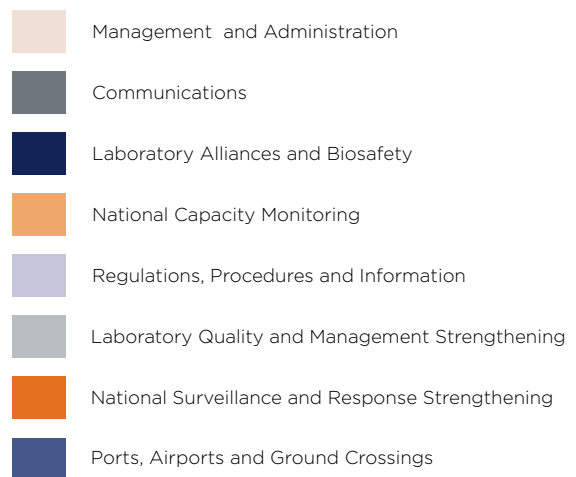 Management  and Administration
Communications
Laboratory Alliances and Biosafety
National Capacity Monitoring
Regulations, Procedures and Information
Laboratory Quality and Management Strengthening
National Surveillance and Response Strengthening
Ports, Airports and Ground Crossings